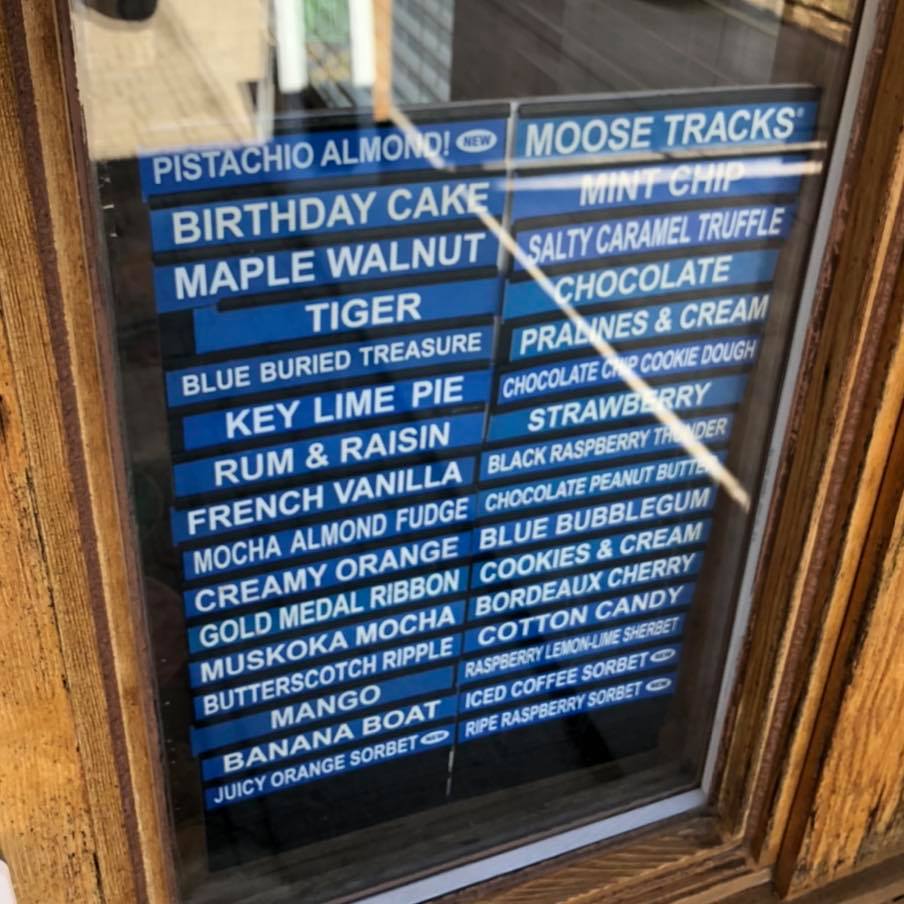 PISTACHIO ALMOND! NEW
BIRTHDAY CAKE
MAPLE WALNUT
TIGER
BLUE BURIED TREASURE
KEY LIME PIE
RUM & RAISIN
FRENCH VANILLA
MOCHA ALMOND FUDGE
CREAMY ORANGE
GOLD MEDAL RIBBON
MUSKOKA MOCHA
BUTTERSCOTCH RIPPLE
MANGO
BANANA BOAT
JUICY ORANGE SORBET NEW
MOOSE TRACKS®
MINT CHIP
SALTY CARAMEL TRUFFLE
CHOCOLATE
PRALINES & CREAM
CHOCOLATE CHIP COOKIE DOUGH
STRAWBERRY
BLACK RASPBERRY THUNDER
CHOCOLATE PEANUT BUTTER
BLUE BUBBLEGUM
COOKIES & CREAM
BORDEAUX CHERRY
COTTON CANDY
RASPBERRY LEMON-LIME SHERBET
ICED COFFEE SORBET NEW
RIPE RASPBERRY SORBET NEW